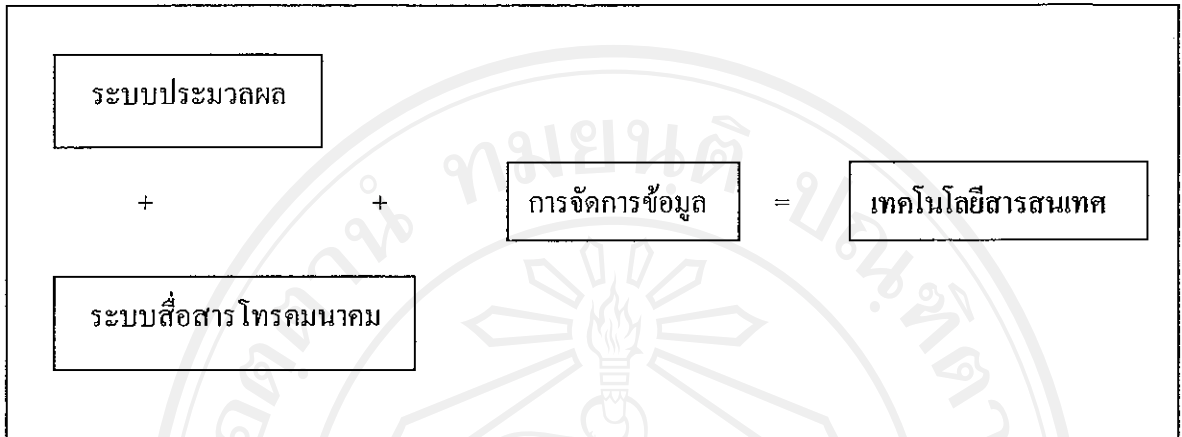 ระบบประมวลผล
+ + การจัดการข้อมูล = เทคโนโลยีสารสนเทศ
ระบบสื่อสารโทรคมนาคม